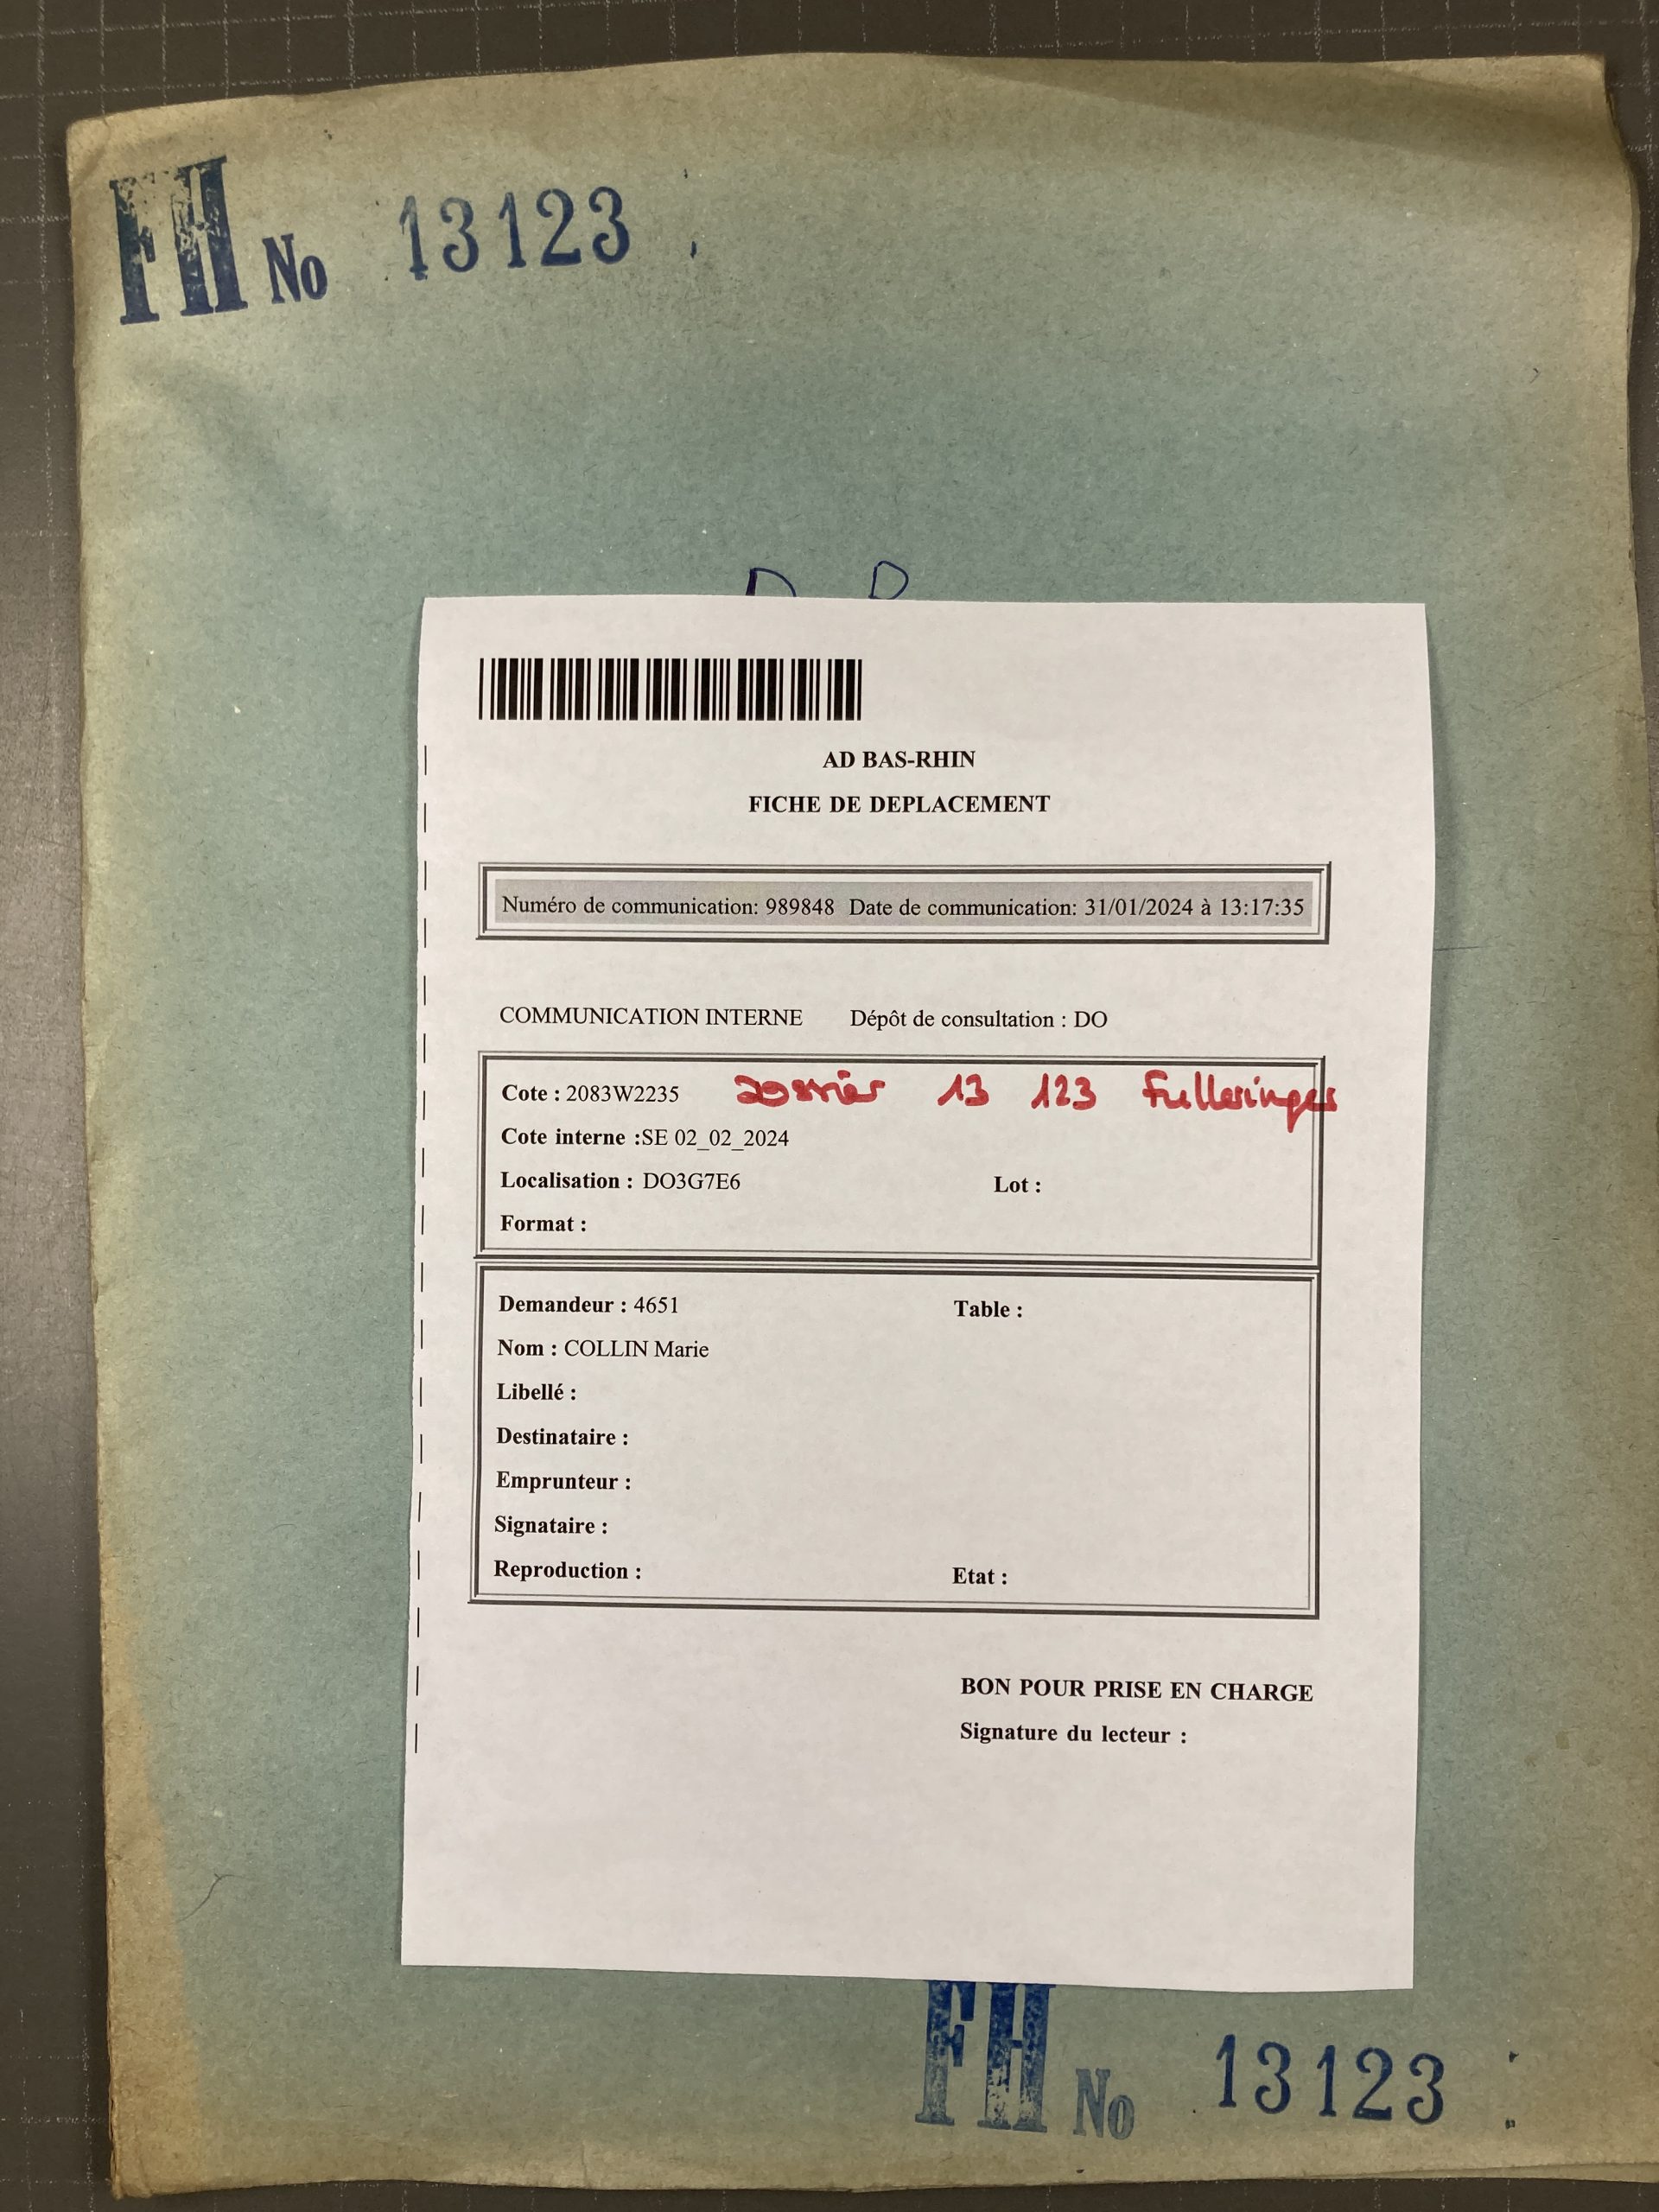 FH No 13123
AD BAS-RHIN
FICHE DE DEPLACEMENT
Numéro de communication: 989848 Date de communication: 31/01/2024 à 13:17:35
COMMUNICATION INTERNE Dépôt de consultation : DO
Cote : 2083W2235 Dossier 13 123 Fulleringer
Cote interne :SE 02_02_2024
Localisation : DO3G7E6 Lot :
Format :
Demandeur : 4651 Table :
Nom : COLLIN Marie
Libellé :
Destinataire :
Emprunteur :
Signataire :
Reproduction : Etat :
BON POUR PRISE EN CHARGE
Signature du lecteur :
FH No 13123